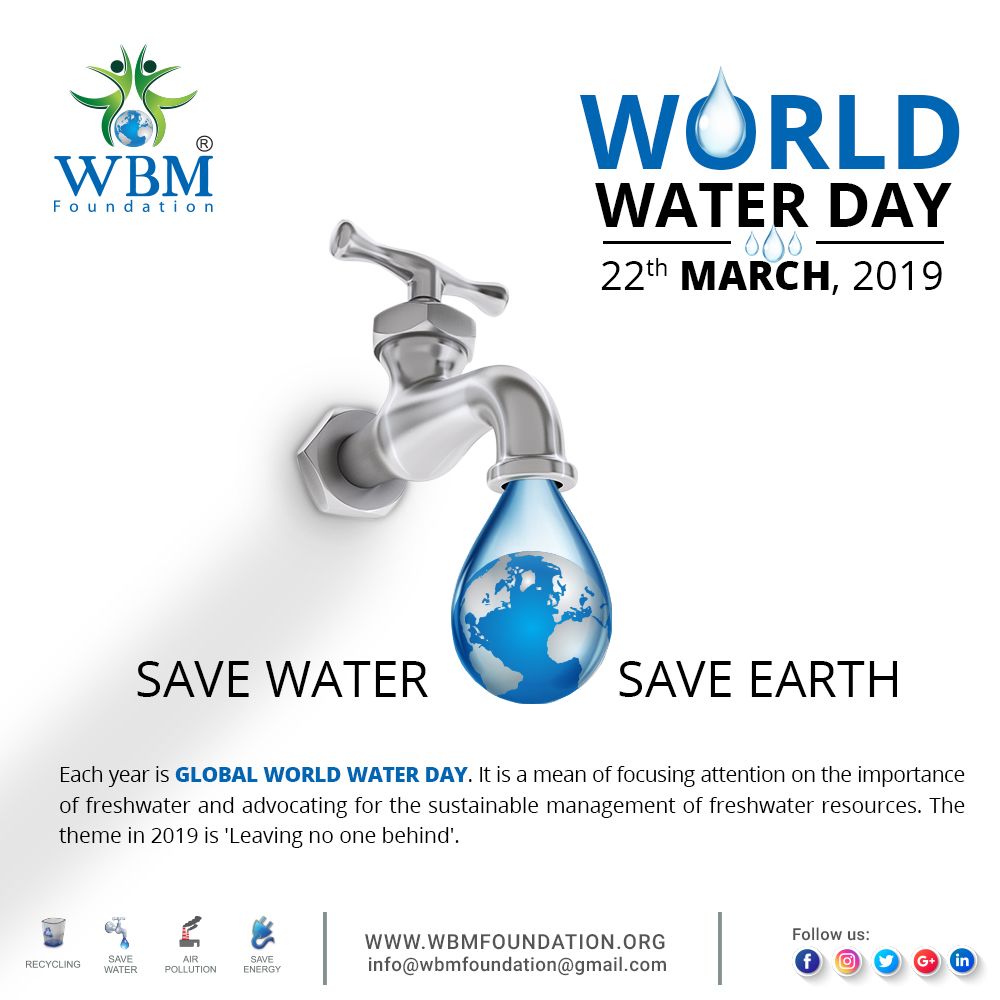 WBM®
Foundation
WORLD
WATER DAY
22th MARCH, 2019
SAVE WATER
SAVE EARTH
Each year is GLOBAL WORLD WATER DAY. It is a mean of focusing attention on the importance
of freshwater and advocating for the sustainable management of freshwater resources. The
theme in 2019 is 'Leaving no one behind'.
RECYCLING
SAVE
WATER
AIR
POLLUTION
SAVE
ENERGY
WWW.WBMFOUNDATION.ORG
info@wbmfoundation@gmail.com
Follow us:
f
G+
in